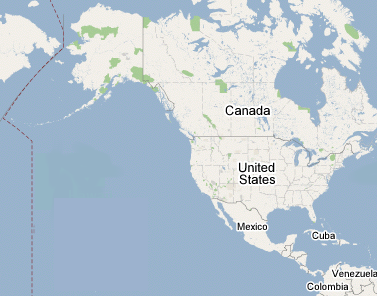 Canada
United
States
Mexico
Cuba
Venezuela
Colombia